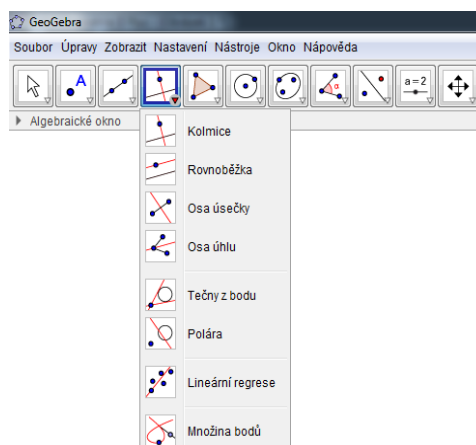 GeoGebra
Soubor Úpravy Zobrazit Nastavení Nástroje Okno Nápověda
A
α
a=2
Algebraické okno
Kolmice
Rovnoběžka
Osa úsečky
Osa úhlu
Tečny z bodu
Polára
Lineární regrese
Množina bodů